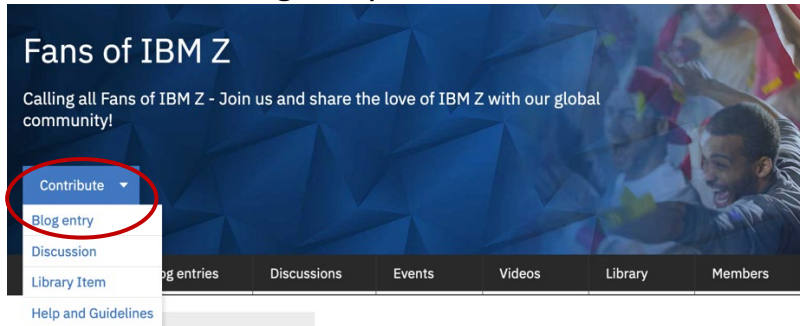 Fans of IBM Z
Calling all Fans of IBM Z - Join us and share the love of IBM Z with our global
community!
Contribute
Blog entry
Discussion
Library Item
Help and Guidelines
og entries
Discussions
Events
Videos
Library
Members